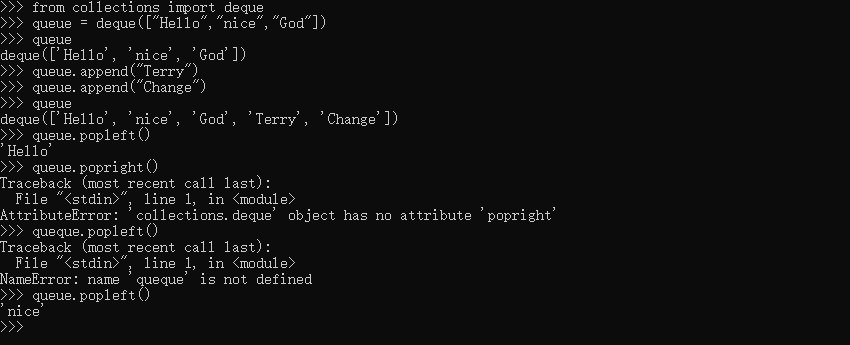 >>> from collections import deque
>>> queue = deque(["Hello","nice","God"])
>>> queue
deque(['Hello', 'nice', 'God'])
>>> queue.append("Terry")
>>> queue.append("Change")
>>> queue
deque(['Hello', 'nice', 'God', 'Terry', 'Change'])
>>> queue.popleft()
'Hello'
>>> queue.popright()
Traceback (most recent call last):
  File "<stdin>", line 1, in <module>
AttributeError: 'collections.deque' object has no attribute 'popright'
>>> queque.popleft()
Traceback (most recent call last):
  File "<stdin>", line 1, in <module>
NameError: name 'queque' is not defined
>>> queue.popleft()
'nice'
>>>